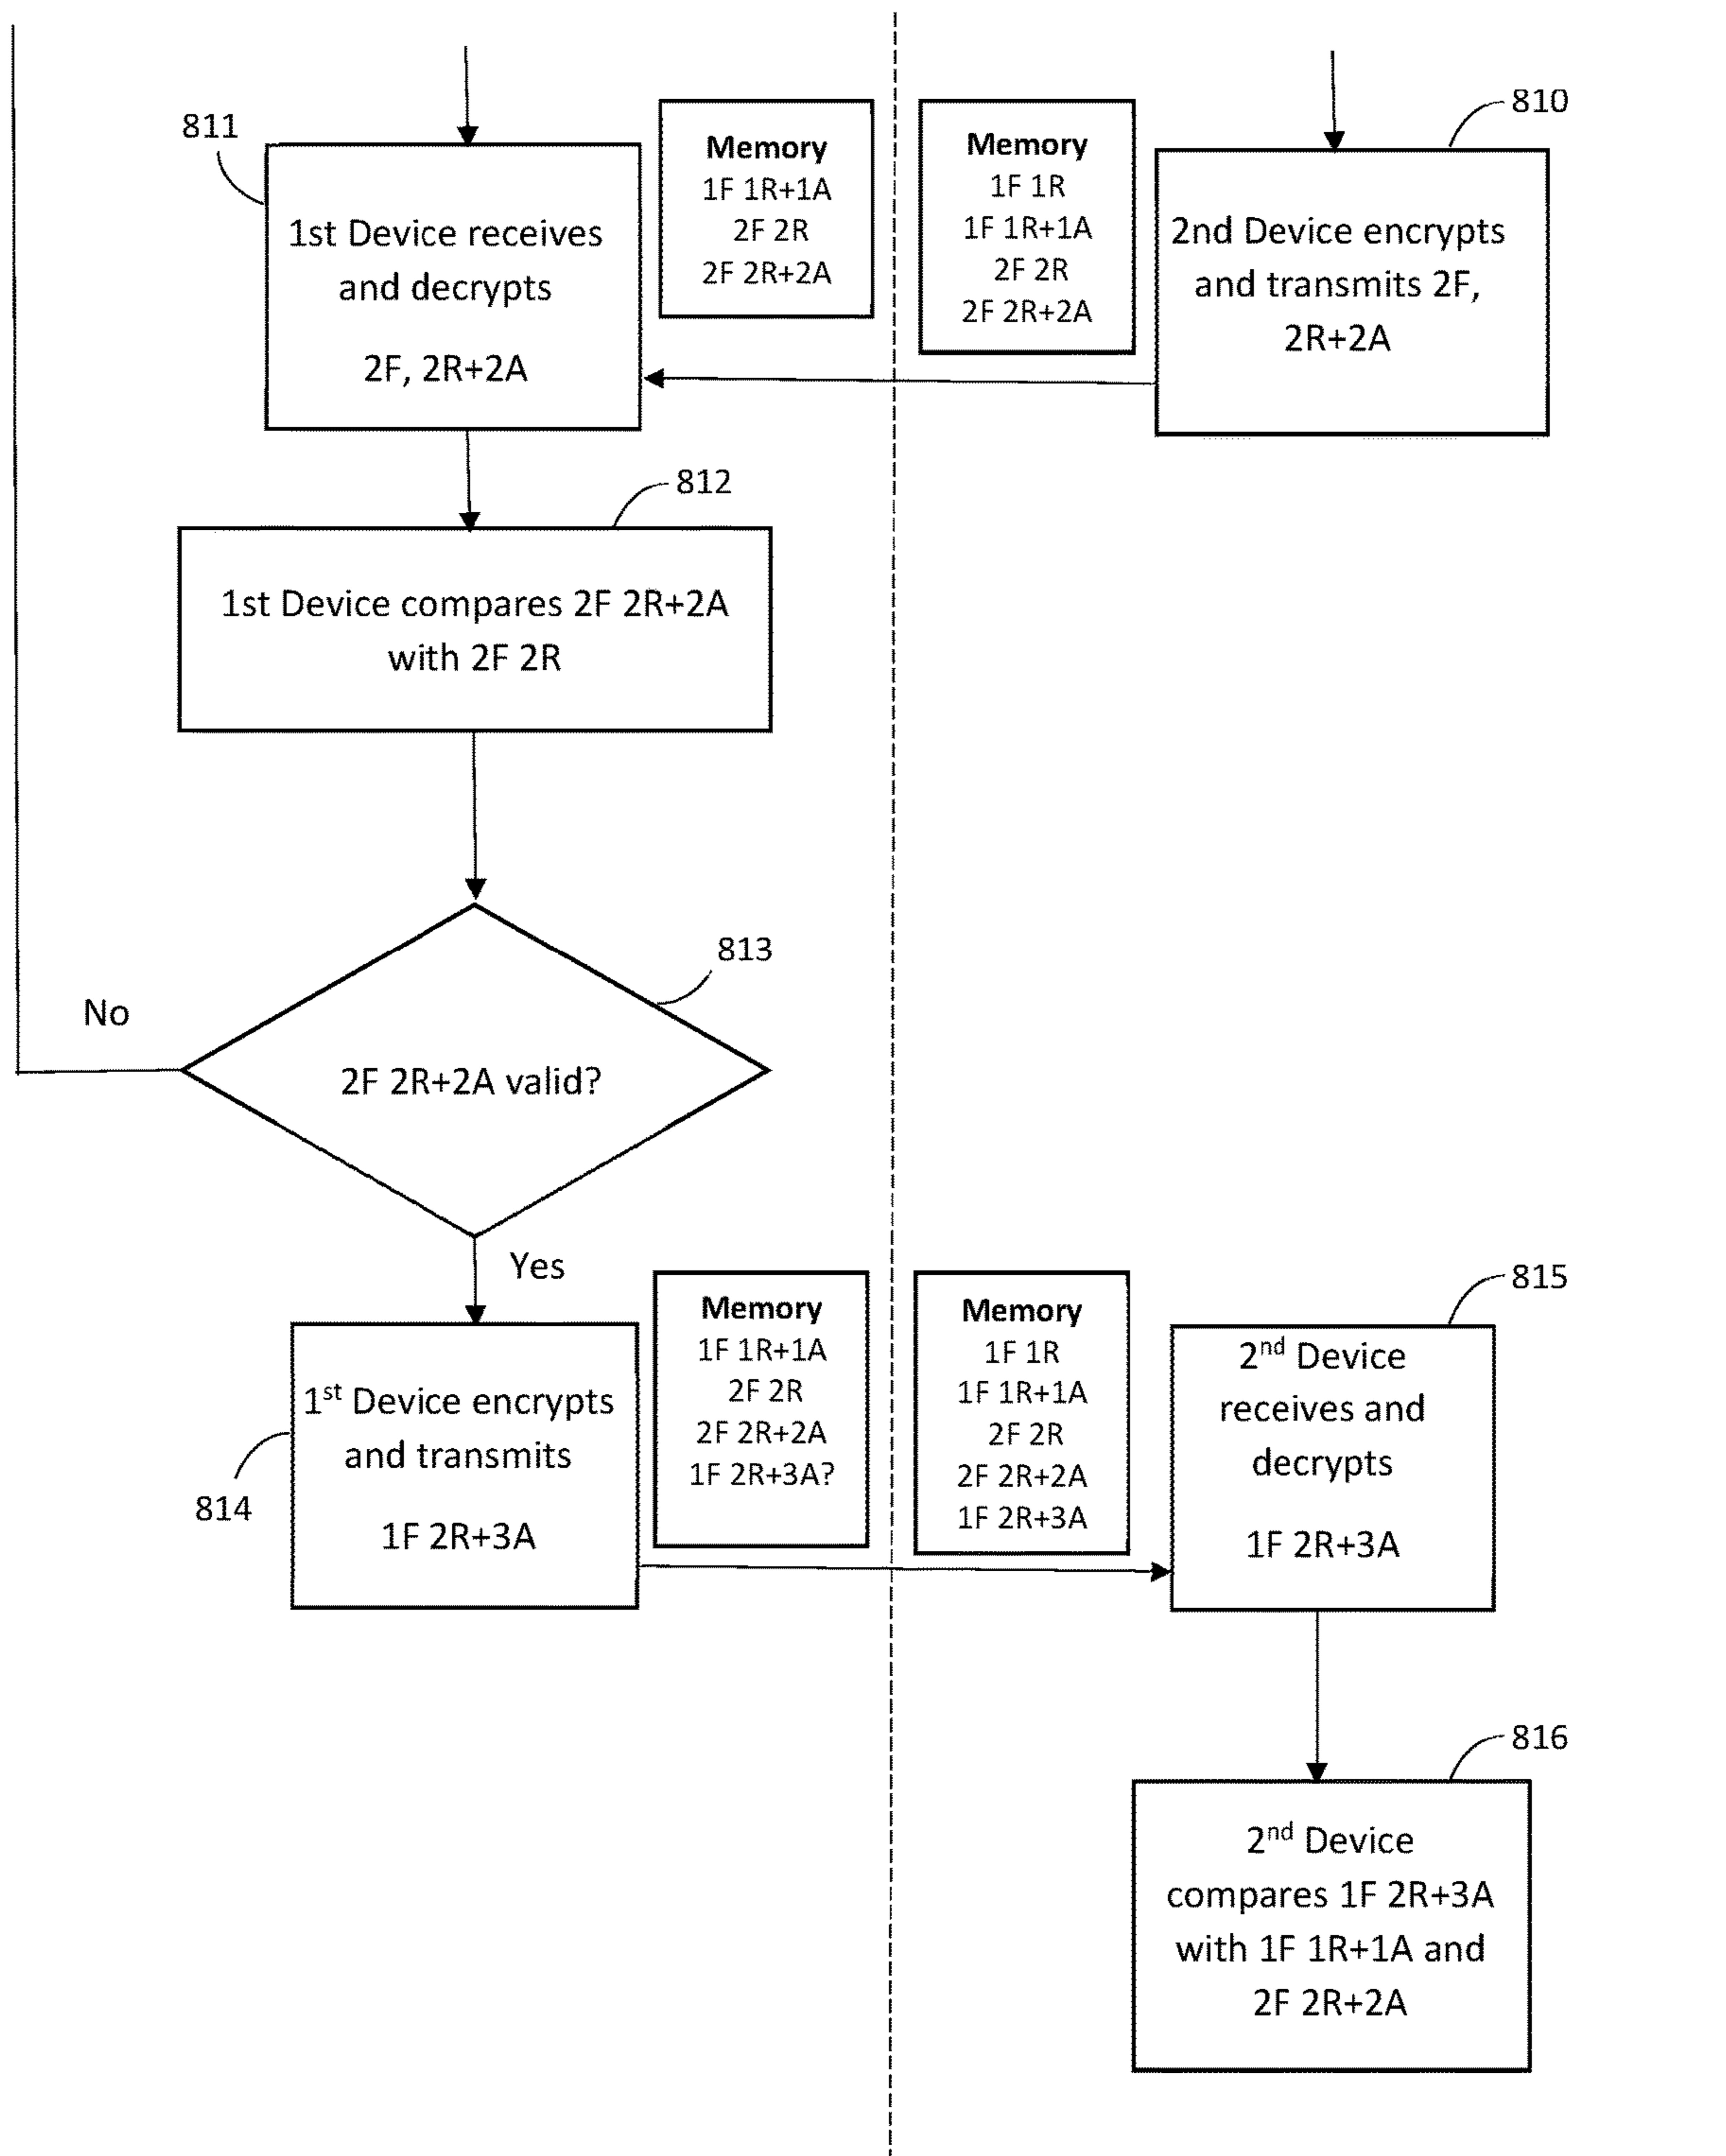 811
1st Device receives
and decrypts
2F, 2R+2A
Memory
1F 1R+1A
2F 2R
2F 2R+2A
Memory
1F 1R
1F 1R+1A
2F 2R
2F 2R+2A
810
2nd Device encrypts
and transmits 2F,
2R+2A
812
1st Device compares 2F 2R+2A
with 2F 2R
813
No
2F 2R+2A valid?
Yes
814
1st Device encrypts
and transmits
1F 2R+3A
Memory
1F 1R+1A
2F 2R
2F 2R+2A
1F 2R+3A?
Memory
1F 1R
1F 1R+1A
2F 2R
2F 2R+2A
1F 2R+3A
815
2nd Device
receives and
decrypts
1F 2R+3A
816
2nd Device
compares 1F 2R+3A
with 1F 1R+1A and
2F 2R+2A